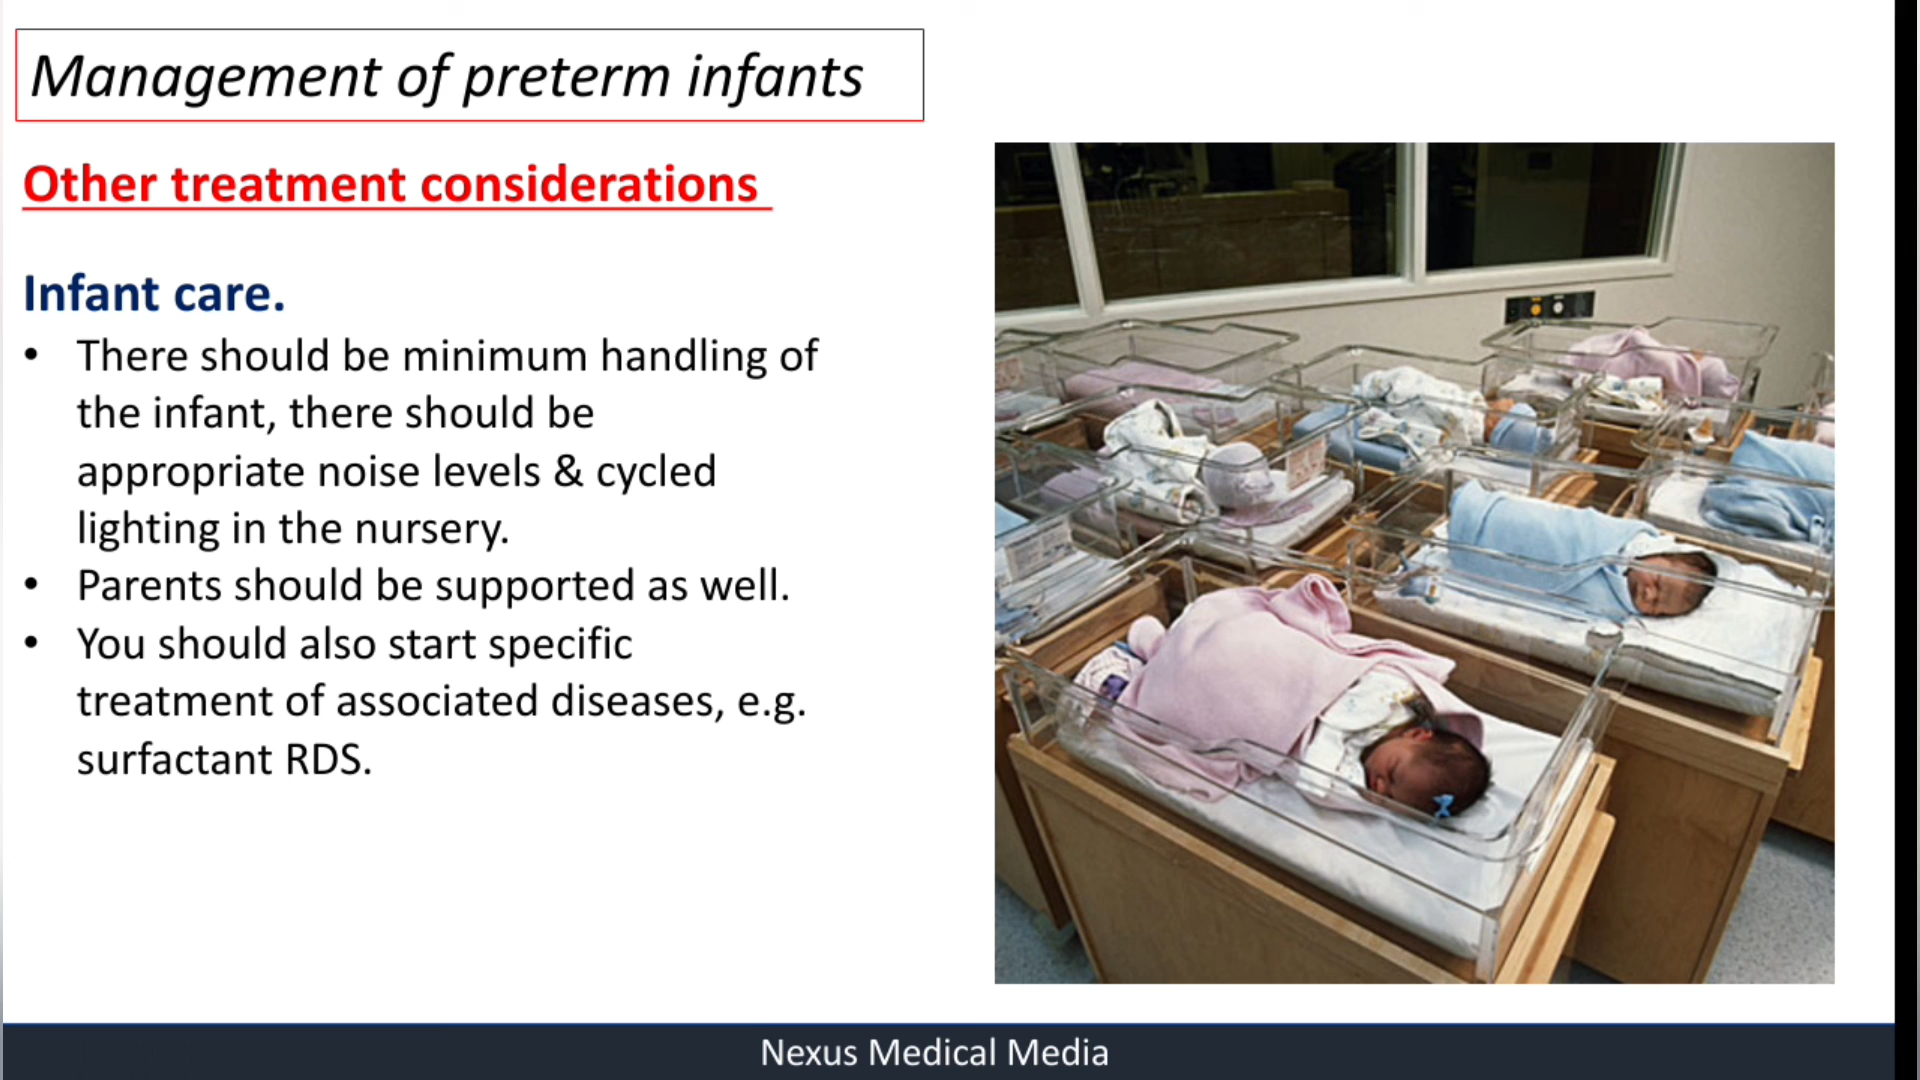 Management of preterm infants
Other treatment considerations
Infant care.
• There should be minimum handling of
the infant, there should be
appropriate noise levels & cycled
lighting in the nursery.
• Parents should be supported as well.
• You should also start specific
treatment of associated diseases, e.g.
surfactant RDS.
Nexus Medical Media